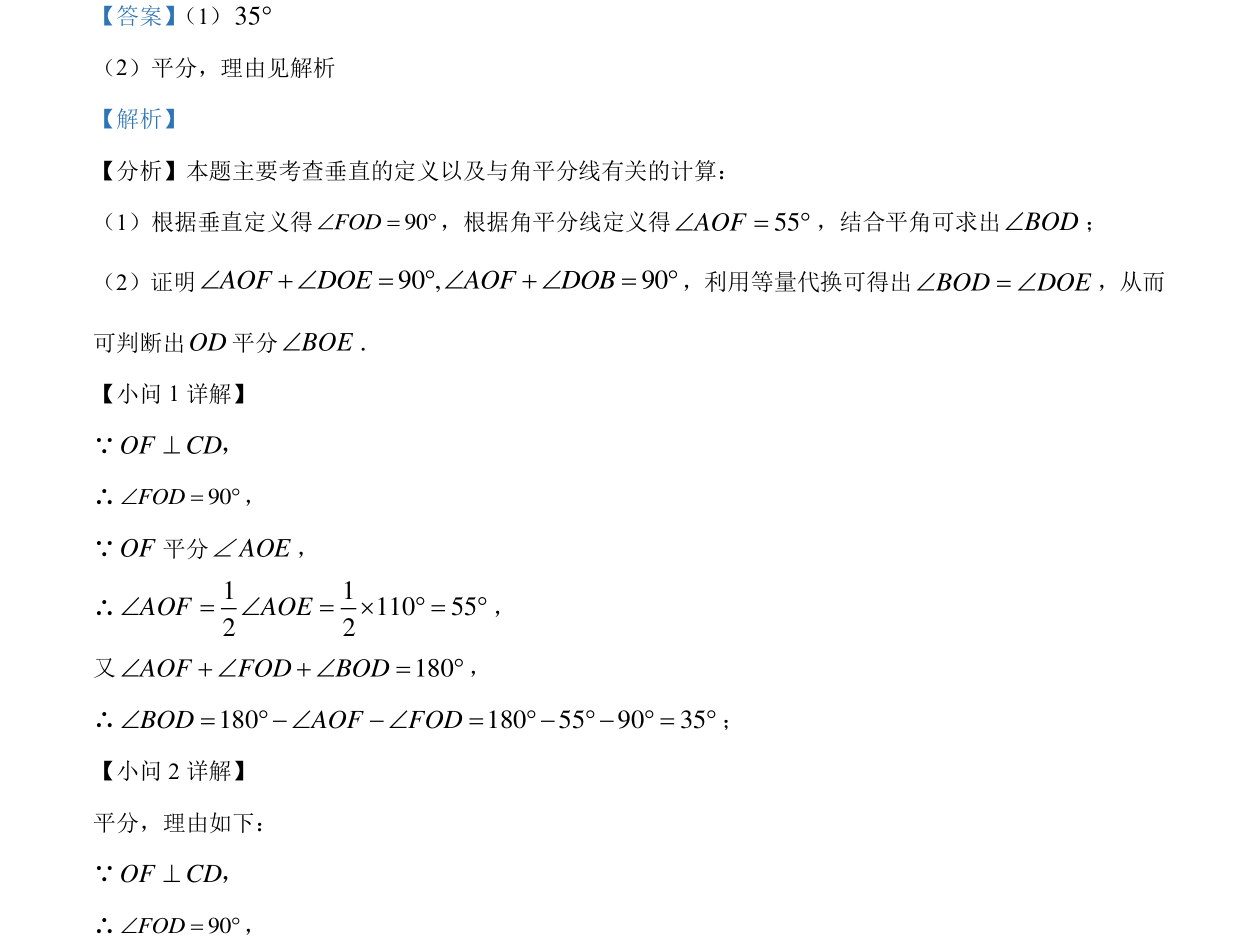 【答案】（1）35°
（2）平分，理由见解析
【解析】
【分析】本题主要考查垂直的定义以及与角平分线有关的计算：
（1）根据垂直定义得∠FOD = 90°，根据角平分线定义得∠AOF = 55°，结合平角可求出∠BOD；
（2）证明∠AOF + ∠DOE = 90°,∠AOF + ∠DOB = 90°，利用等量代换可得出∠BOD = ∠DOE，从而
可判断出OD 平分∠BOE．
【小问 1 详解】
∵OF ⊥ CD,
∴∠FOD = 90°，
∵OF 平分∠AOE，
∴∠AOF = 1/2∠AOE = 1/2×110° = 55°，
又∠AOF + ∠FOD + ∠BOD = 180°，
∴∠BOD = 180° − ∠AOF − ∠FOD = 180° − 55° − 90° = 35°；
【小问 2 详解】
平分，理由如下：
∵OF ⊥ CD,
∴∠FOD = 90°，